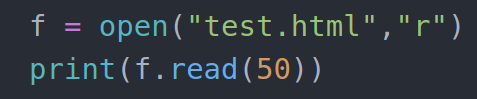 f = open("test.html","r")
print(f.read(50))